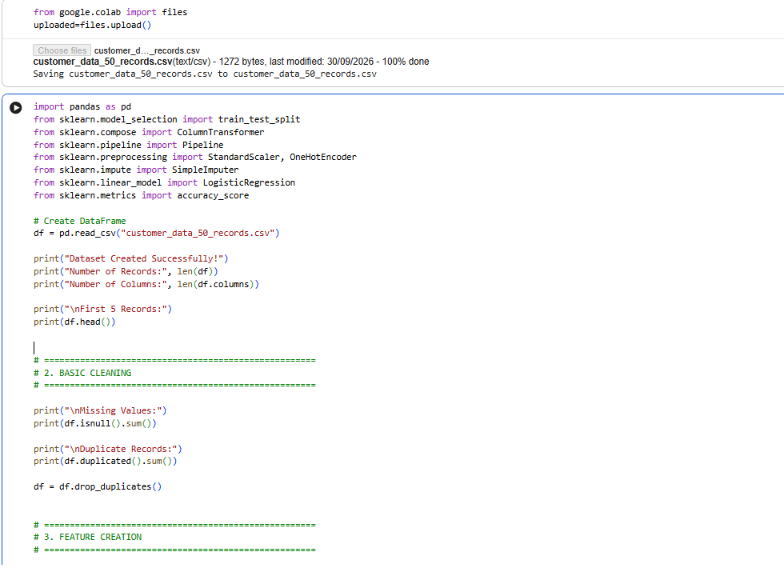 from google.colab import files
uploaded=files.upload()
Choose files customer_d..._records.csv
customer_data_50_records.csv(text/csv) - 1272 bytes, last modified: 30/09/2026 - 100% done
Saving customer_data_50_records.csv to customer_data_50_records.csv
import pandas as pd
from sklearn.model_selection import train_test_split
from sklearn.compose import ColumnTransformer
from sklearn.pipeline import Pipeline
from sklearn.preprocessing import StandardScaler, OneHotEncoder
from sklearn.impute import SimpleImputer
from sklearn.linear_model import LogisticRegression
from sklearn.metrics import accuracy_score
# Create DataFrame
df = pd.read_csv("customer_data_50_records.csv")
print("Dataset Created Successfully!")
print("Number of Records:", len(df))
print("Number of Columns:", len(df.columns))
print("\nFirst 5 Records:")
print(df.head())
# =====================================================
# 2. BASIC CLEANING
# =====================================================
print("\nMissing Values:")
print(df.isnull().sum())
print("\nDuplicate Records:")
print(df.duplicated().sum())
df = df.drop_duplicates()
# =====================================================
# 3. FEATURE CREATION
# =====================================================